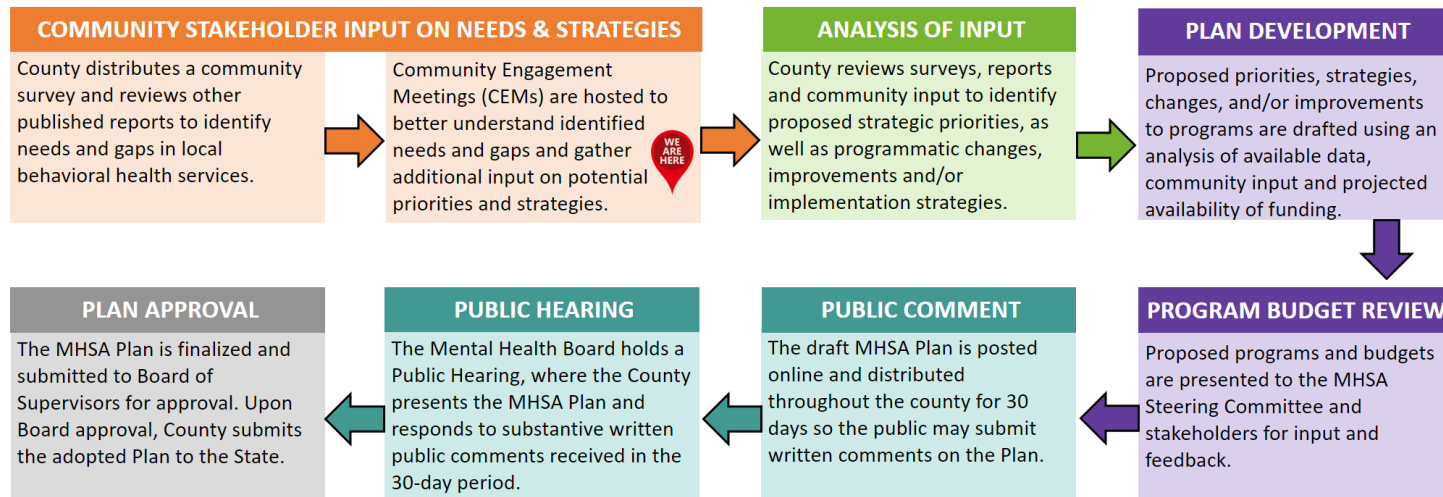 COMMUNITY STAKEHOLDER INPUT ON NEEDS & STRATEGIES
County distributes a community
survey and reviews other
published reports to identify
needs and gaps in local
behavioral health services.
Community Engagement
Meetings (CEMs) are hosted to
better understand identified
needs and gaps and gather
additional input on potential
priorities and strategies.
WE
ARE
HERE
ANALYSIS OF INPUT
County reviews surveys, reports
and community input to identify
proposed strategic priorities, as
well as programmatic changes,
improvements and/or
implementation strategies.
PLAN DEVELOPMENT
Proposed priorities, strategies,
changes, and/or improvements
to programs are drafted using an
analysis of available data,
community input and projected
availability of funding.
PROGRAM BUDGET REVIEW
Proposed programs and budgets
are presented to the MHSA
Steering Committee and
stakeholders for input and
feedback.
PUBLIC COMMENT
The draft MHSA Plan is posted
online and distributed
throughout the county for 30
days so the public may submit
written comments on the Plan.
PUBLIC HEARING
The Mental Health Board holds a
Public Hearing, where the County
presents the MHSA Plan and
responds to substantive written
public comments received in the
30-day period.
PLAN APPROVAL
The MHSA Plan is finalized and
submitted to Board of
Supervisors for approval. Upon
Board approval, County submits
the adopted Plan to the State.